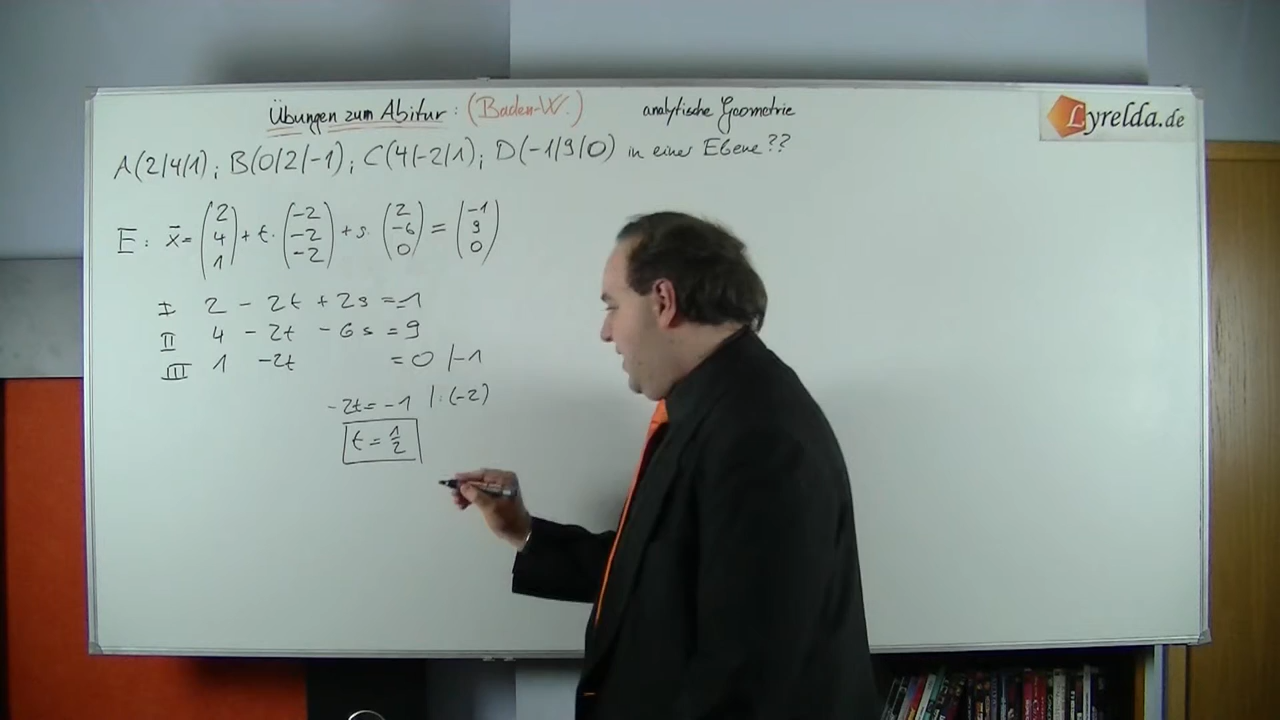 Übungen zum Abitur: (Baden-W.) analytische Geometrie
Lyrelda.de
A(2/4/1); B(0/2/-1); C(4/-2/1); D(-1/9/0) in einer Ebene??
E: x̄ = (2 4 1) + t · (-2 -2 -2) + s · (2 -6 0) = (-1 9 0)
I 2 - 2t + 2s = -1
II 4 - 2t - 6s = 9
III 1 - 2t = 0 |-1
-2t = -1 |:(-2)
t = 1/2